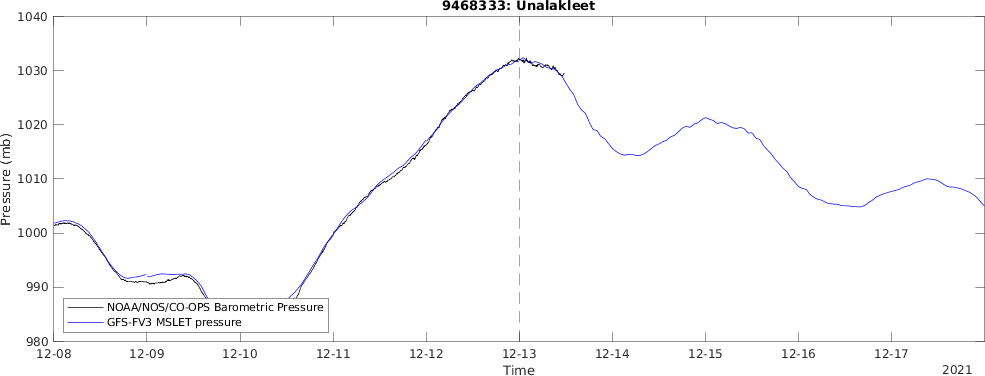 9468333: Unalakleet
Pressure (mb)
1040
1030
1020
1010
1000
990
980
NOAA/NOS/CO-OPS Barometric Pressure
GFS-FV3 MSLET pressure
12-08 12-09 12-10 12-11 12-12 12-13 12-14 12-15 12-16 12-17
Time
2021